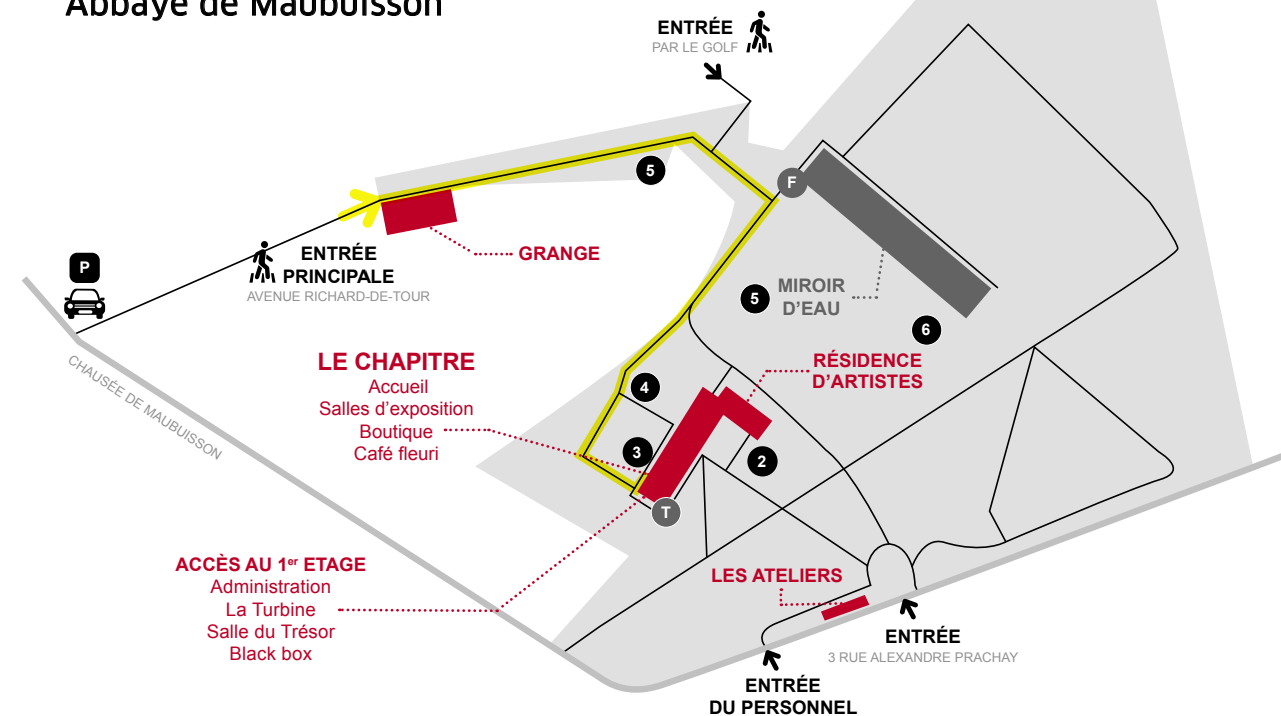 Abbaye de Maubuisson
ENTRÉE
PAR LE GOLF
5
F
P
ENTRÉE
PRINCIPALE
AVENUE RICHARD-DE-TOUR
GRANGE
5
MIROIR
D'EAU
6
CHAUSÉE DE MAUBUISSON
LE CHAPITRE
Accueil
Salles d'exposition
Boutique
Café fleuri
4
3
RÉSIDENCE
D'ARTISTES
2
T
ACCÈS AU 1er ETAGE
Administration
La Turbine
Salle du Trésor
Black box
LES ATELIERS
ENTRÉE
3 RUE ALEXANDRE PRACHAY
ENTRÉE
DU PERSONNEL